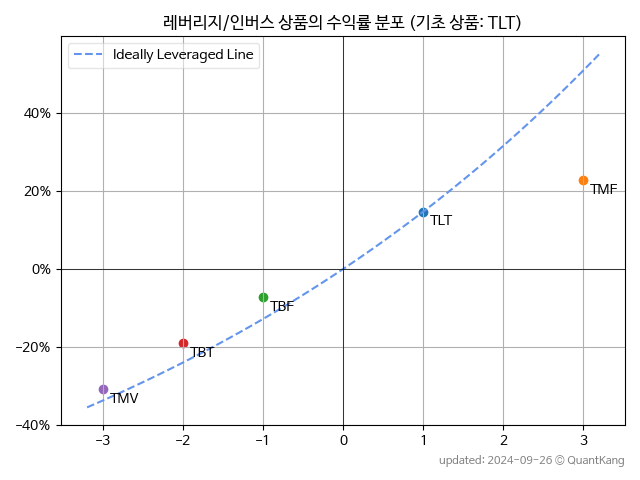 레버리지/인버스 상품의 수익률 분포 (기초 상품: TLT)
Ideally Leveraged Line
40%
20%
0%
-20%
-40%
TMF
TLT
TBF
TBT
TMV
-3 -2 -1 0 1 2 3
updated: 2024-09-26 © QuantKang